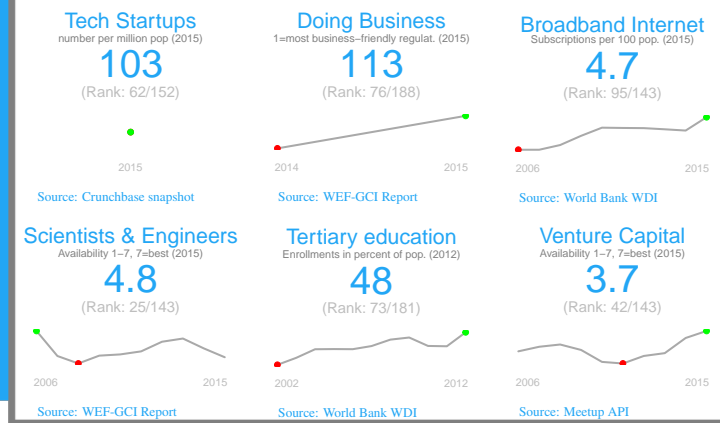 Tech Startups
number per million pop (2015)
103
(Rank: 62/152)
2015
Source: Crunchbase snapshot
Doing Business
1=most business−friendly regulat. (2015)
113
(Rank: 76/188)
2014 2015
Source: WEF-GCI Report
Broadband Internet
Subscriptions per 100 pop. (2015)
4.7
(Rank: 95/143)
2006 2015
Source: World Bank WDI
Scientists & Engineers
Availability 1−7, 7=best (2015)
4.8
(Rank: 25/143)
2006 2015
Source: WEF-GCI Report
Tertiary education
Enrollments in percent of pop. (2012)
48
(Rank: 73/181)
2002 2012
Source: World Bank WDI
Venture Capital
Availability 1−7, 7=best (2015)
3.7
(Rank: 42/143)
2006 2015
Source: Meetup API